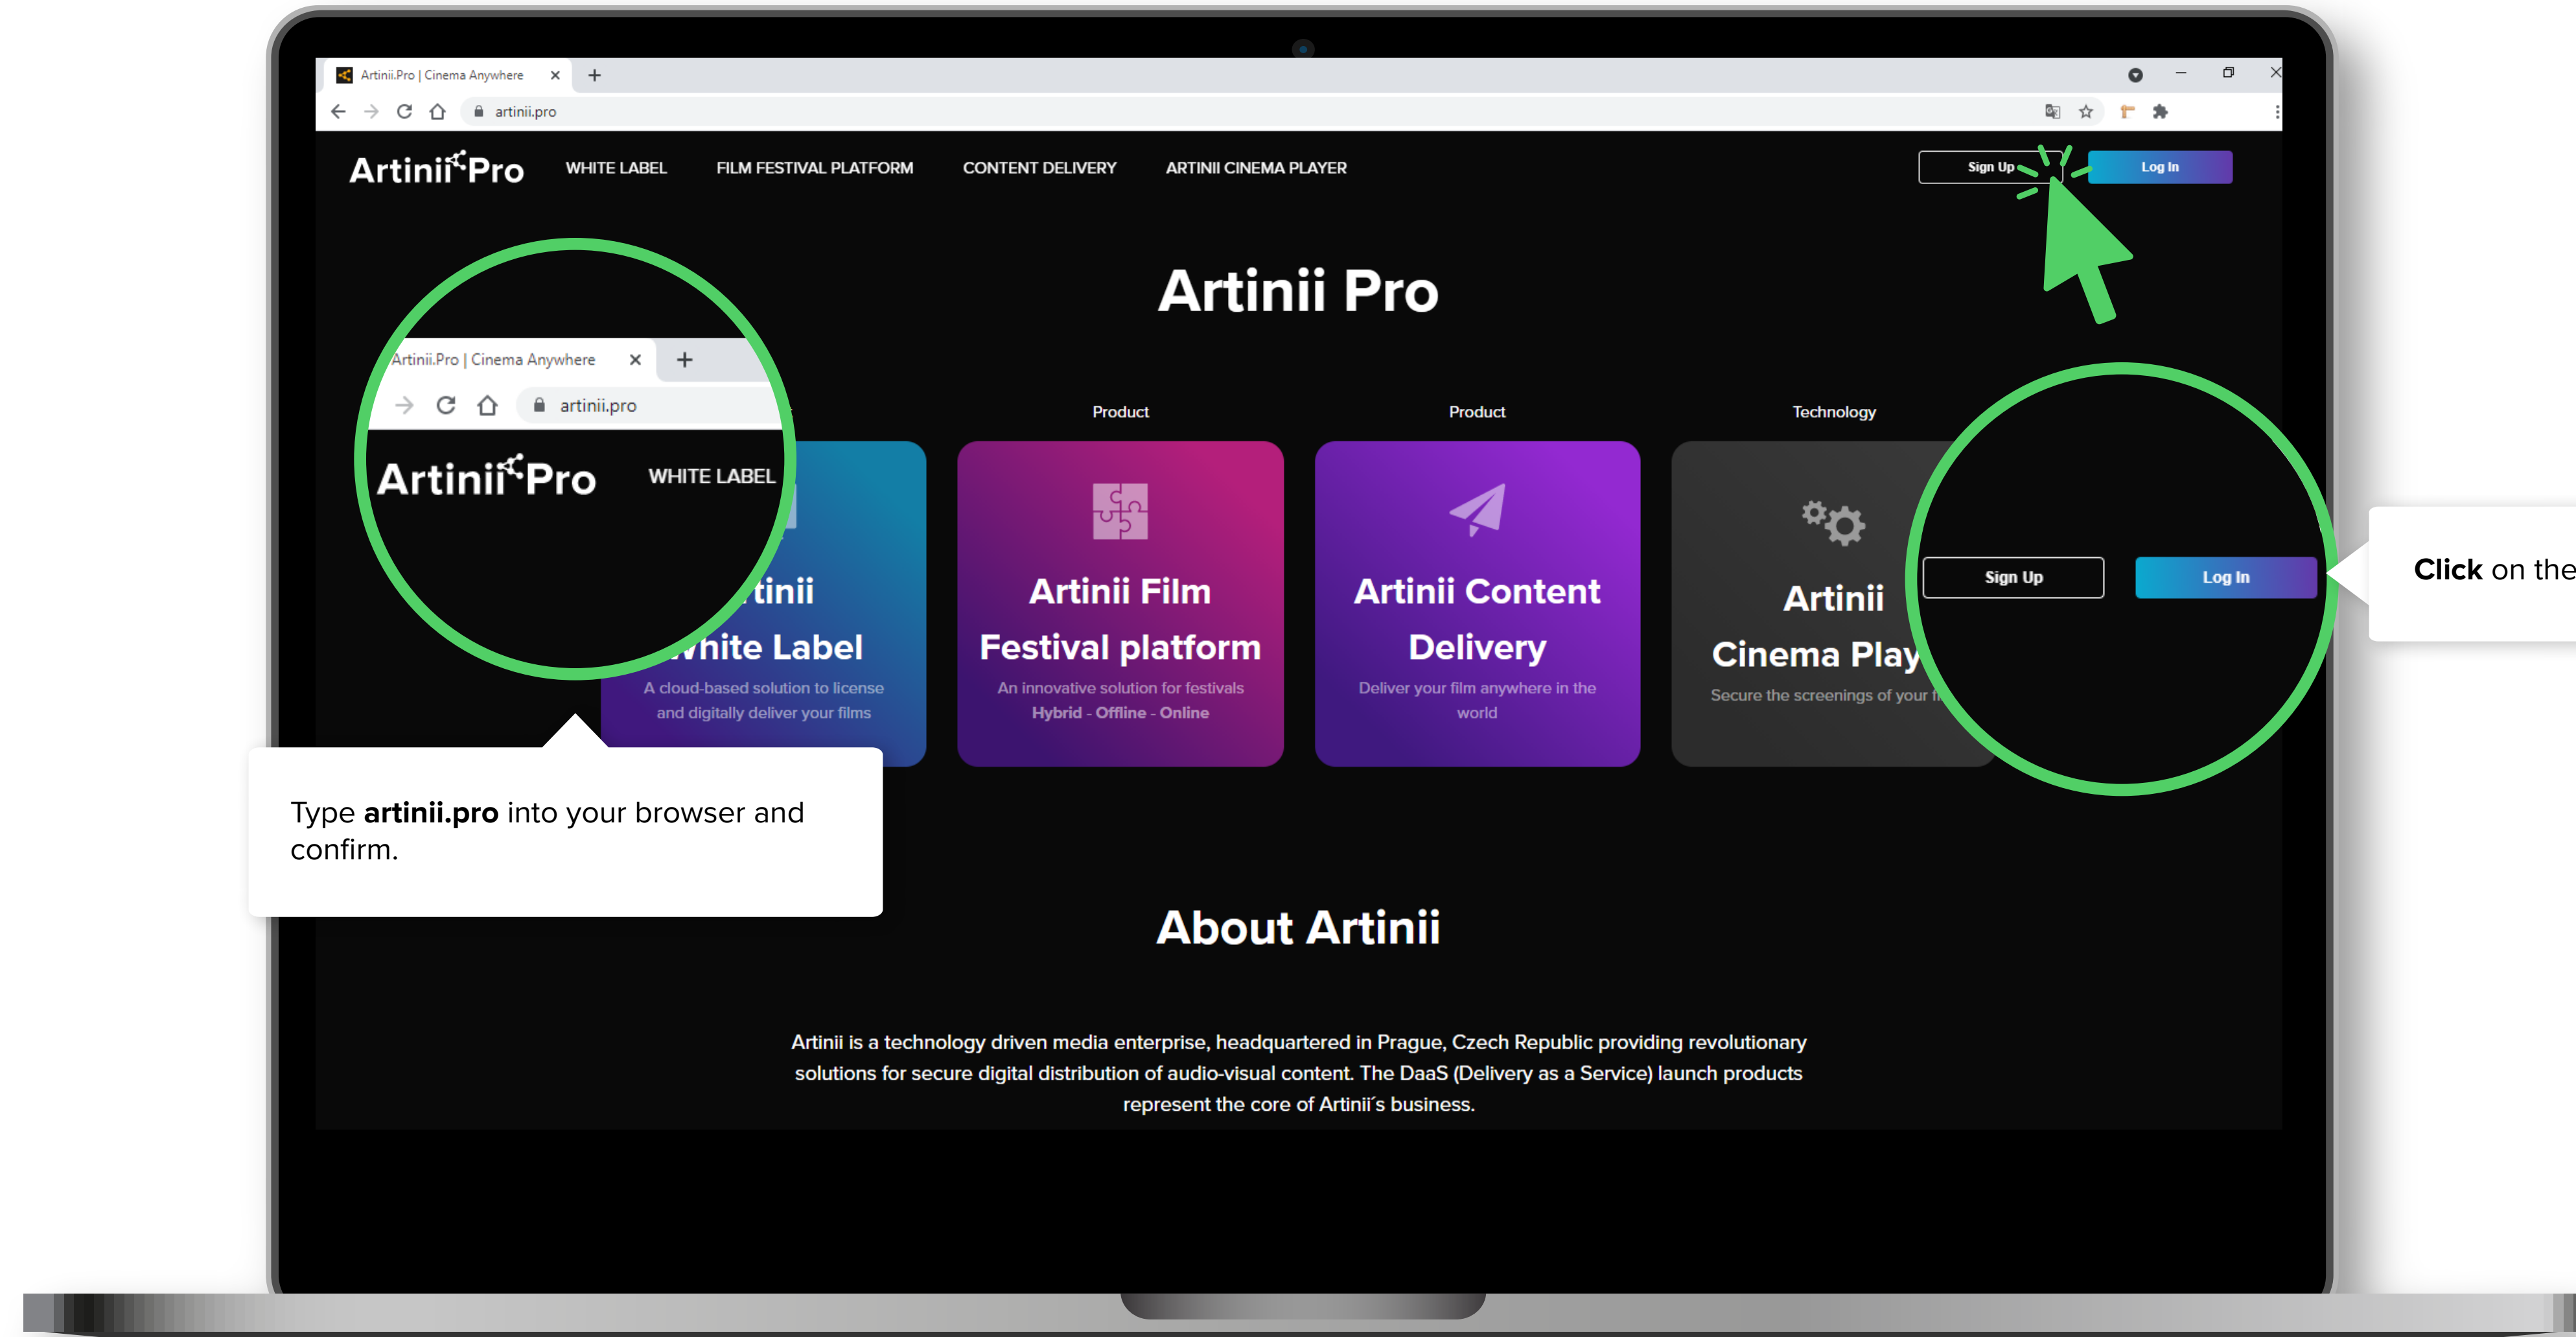 Artinii.Pro | Cinema Anywhere
artinii.pro
Artinii Pro WHITE LABEL FILM FESTIVAL PLATFORM CONTENT DELIVERY ARTINII CINEMA PLAYER Sign Up Log In
Artinii Pro
Artinii.Pro | Cinema Anywhere
artinii.pro
Artinii Pro WHITE LABEL
Product
Artinii Film
Festival platform
An innovative solution for festivals
Hybrid - Offline - Online
Product
Artinii Content
Delivery
Deliver your film anywhere in the
world
Technology
Artinii
Cinema Play
Secure the screenings of your
Sign Up Log In
Click on the
tinii
hite Label
A cloud-based solution to license
and digitally deliver your films
Type artinii.pro into your browser and
confirm.
About Artinii
Artinii is a technology driven media enterprise, headquartered in Prague, Czech Republic providing revolutionary
solutions for secure digital distribution of audio-visual content. The DaaS (Delivery as a Service) launch products
represent the core of Artinii´s business.